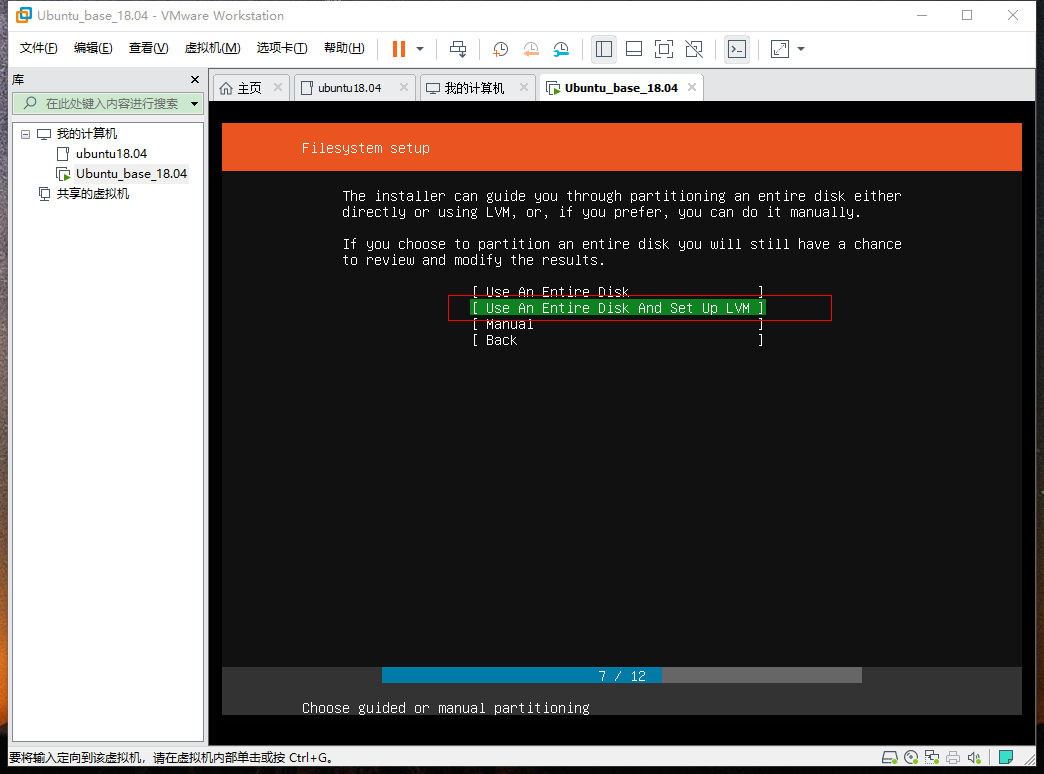 Ubuntu_base_18.04 - VMware Workstation
文件(F) 编辑(E) 查看(V) 虚拟机(M) 选项卡(T) 帮助(H)
库
在此处键入内容进行搜索
我的计算机
ubuntu18.04
Ubuntu_base_18.04
共享的虚拟机
主页 ubuntu18.04 我的计算机 Ubuntu_base_18.04
Filesystem setup
The installer can guide you through partitioning an entire disk either
directly or using LVM, or, if you prefer, you can do it manually.
If you choose to partition an entire disk you will still have a chance
to review and modify the results.
[ Use An Entire Disk ]
[ Use An Entire Disk And Set Up LVM ]
[ Manual ]
[ Back ]
7 / 12
Choose guided or manual partitioning
要将输入定向到该虚拟机，请在虚拟机内部单击或按 Ctrl+G。